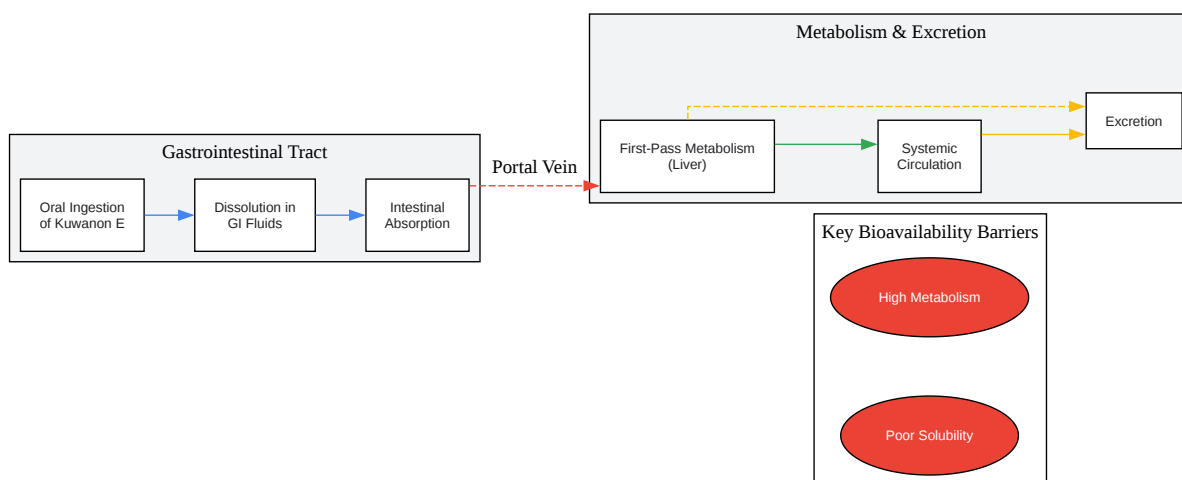 Metabolism & Excretion
Excretion
First-Pass Metabolism
(Liver)
Systemic
Circulation
Gastrointestinal Tract
Portal Vein
Oral Ingestion
of Kuwanon E
Dissolution in
GI Fluids
Intestinal
Absorption
Key Bioavailability Barriers
High Metabolism
Poor Solubility